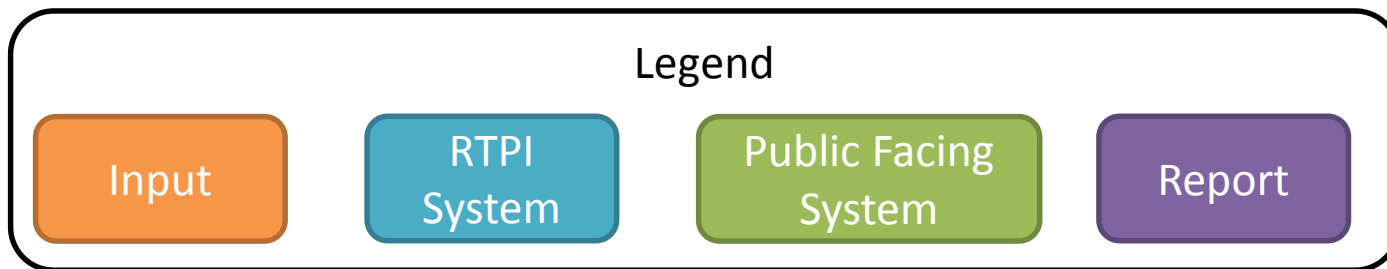 Legend
Input
RTPI
System
Public Facing
System
Report